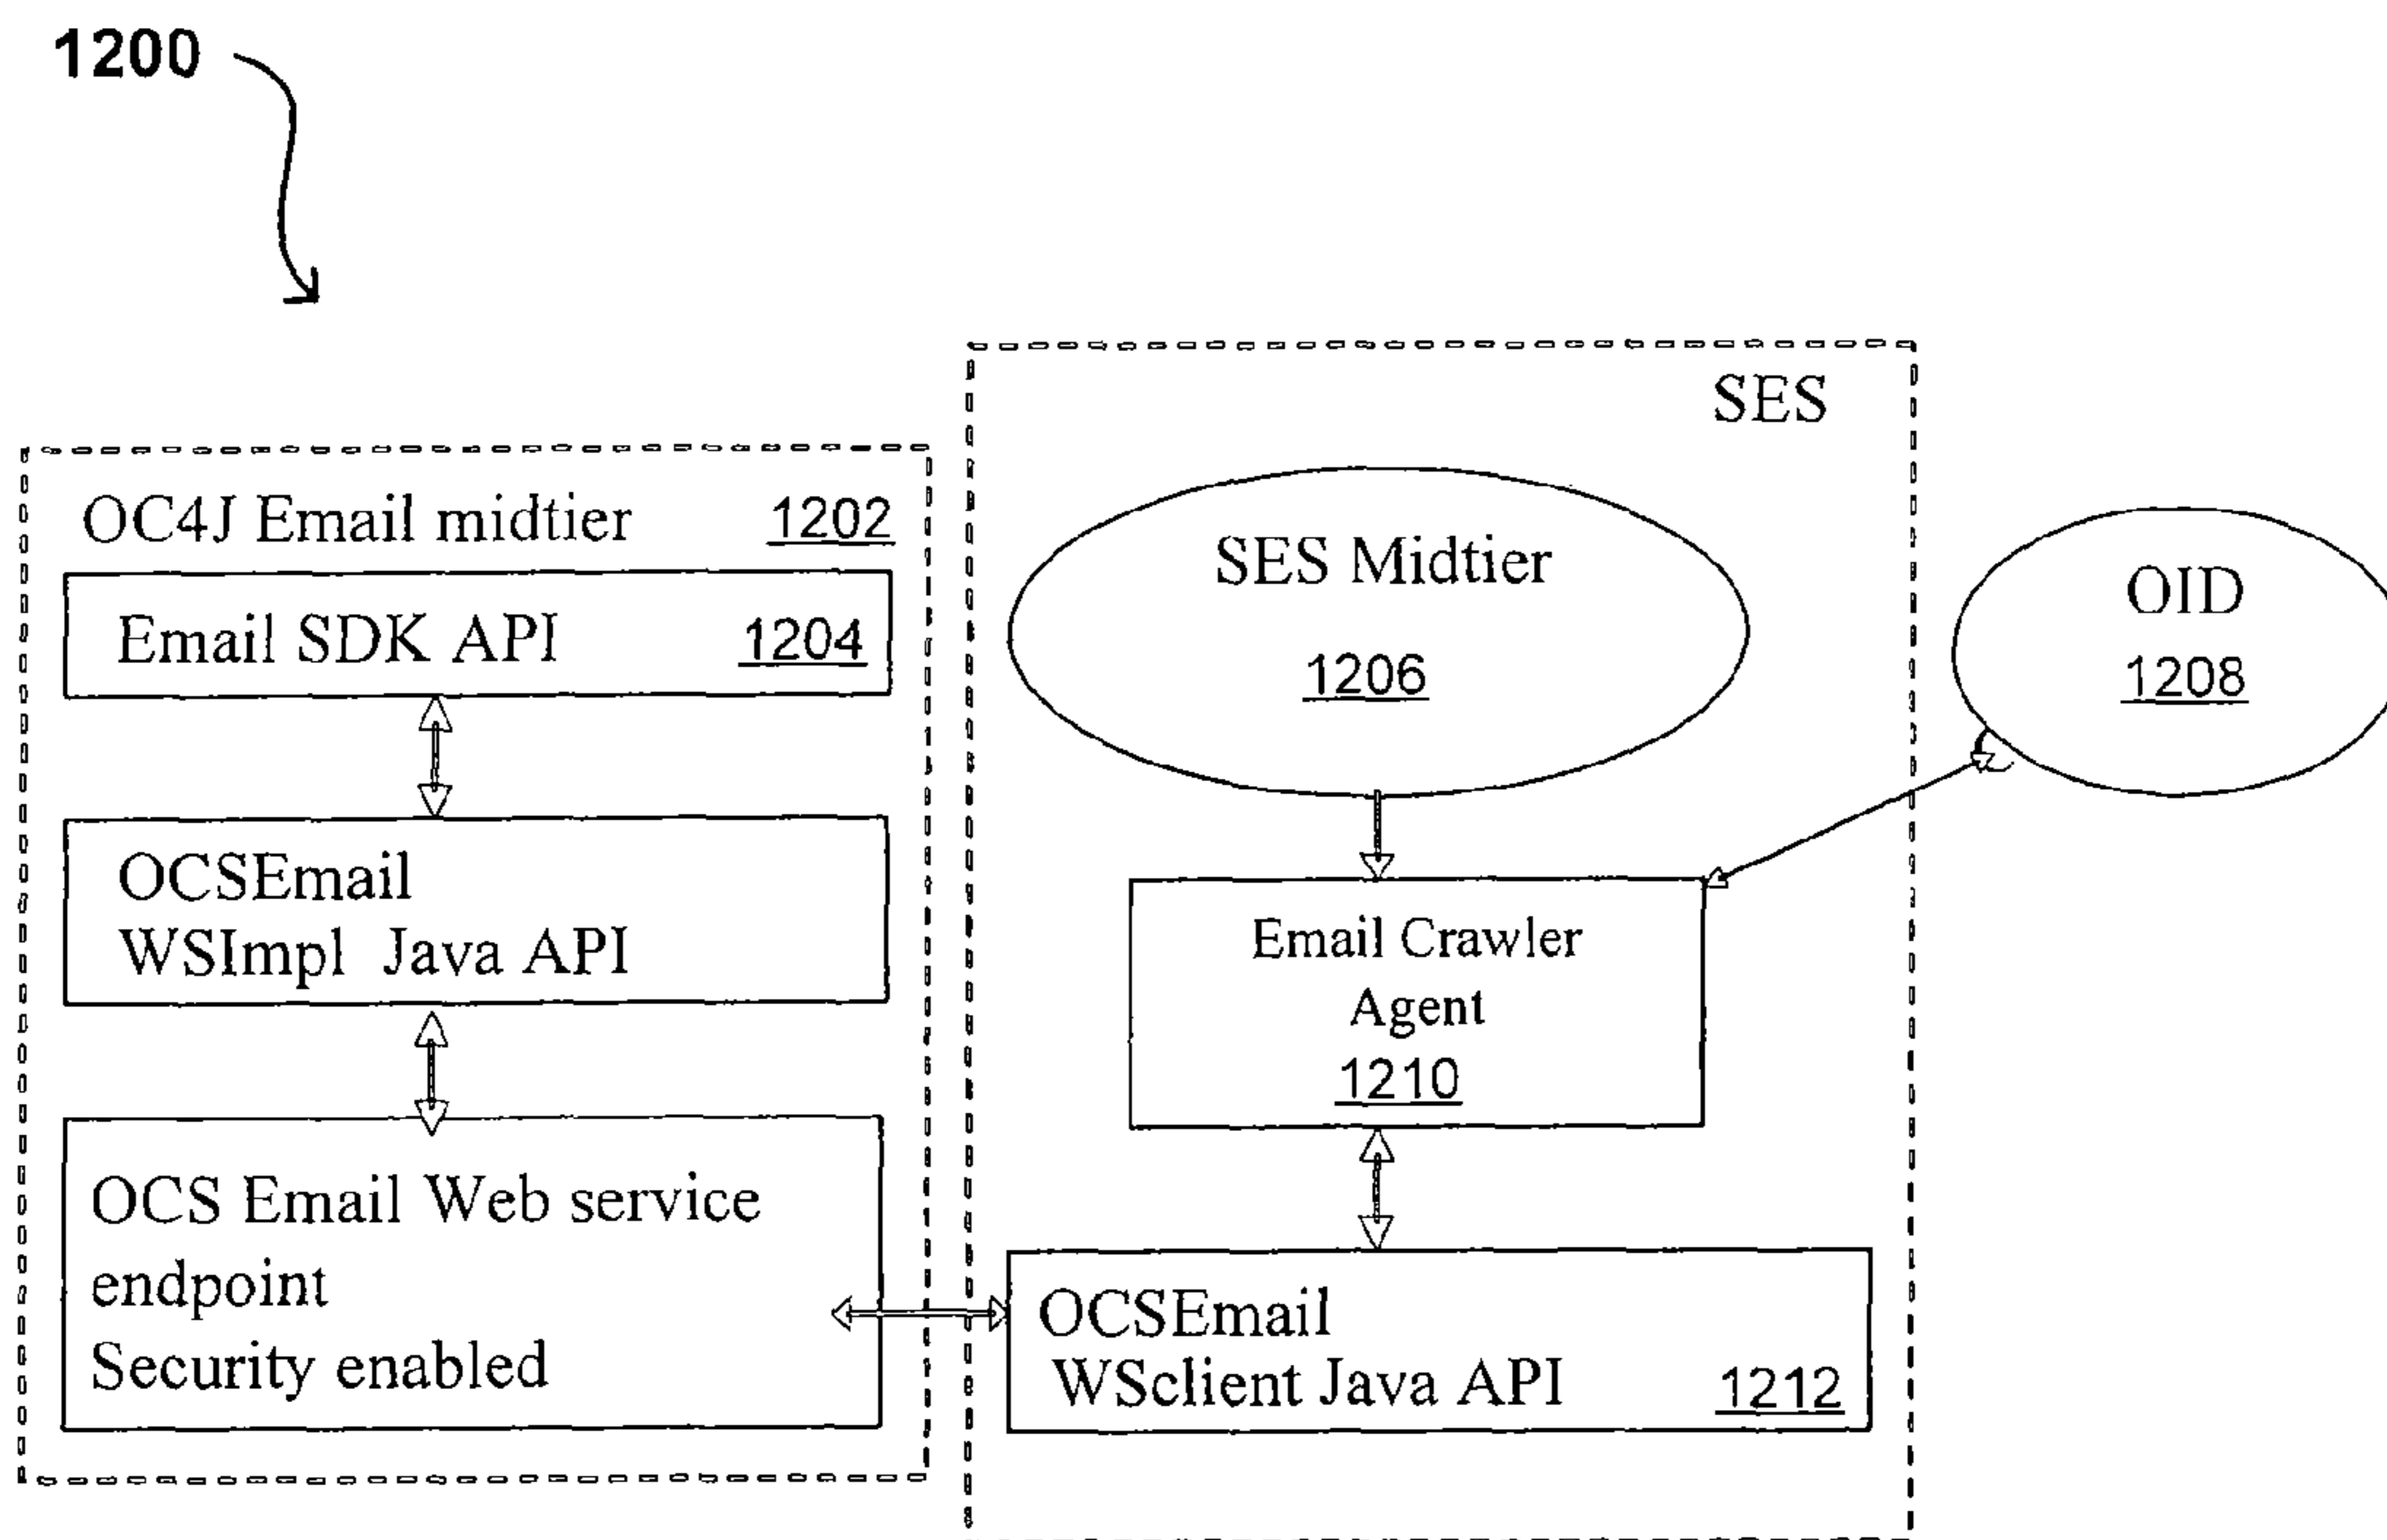 1200
SES
OC4J Email midtier 1202
Email SDK API 1204
OCSEmail
WSImpl Java API
OCS Email Web service
endpoint
Security enabled
SES Midtier
1206
OID
1208
Email Crawler
Agent
1210
OCSEmail
WSclient Java API 1212